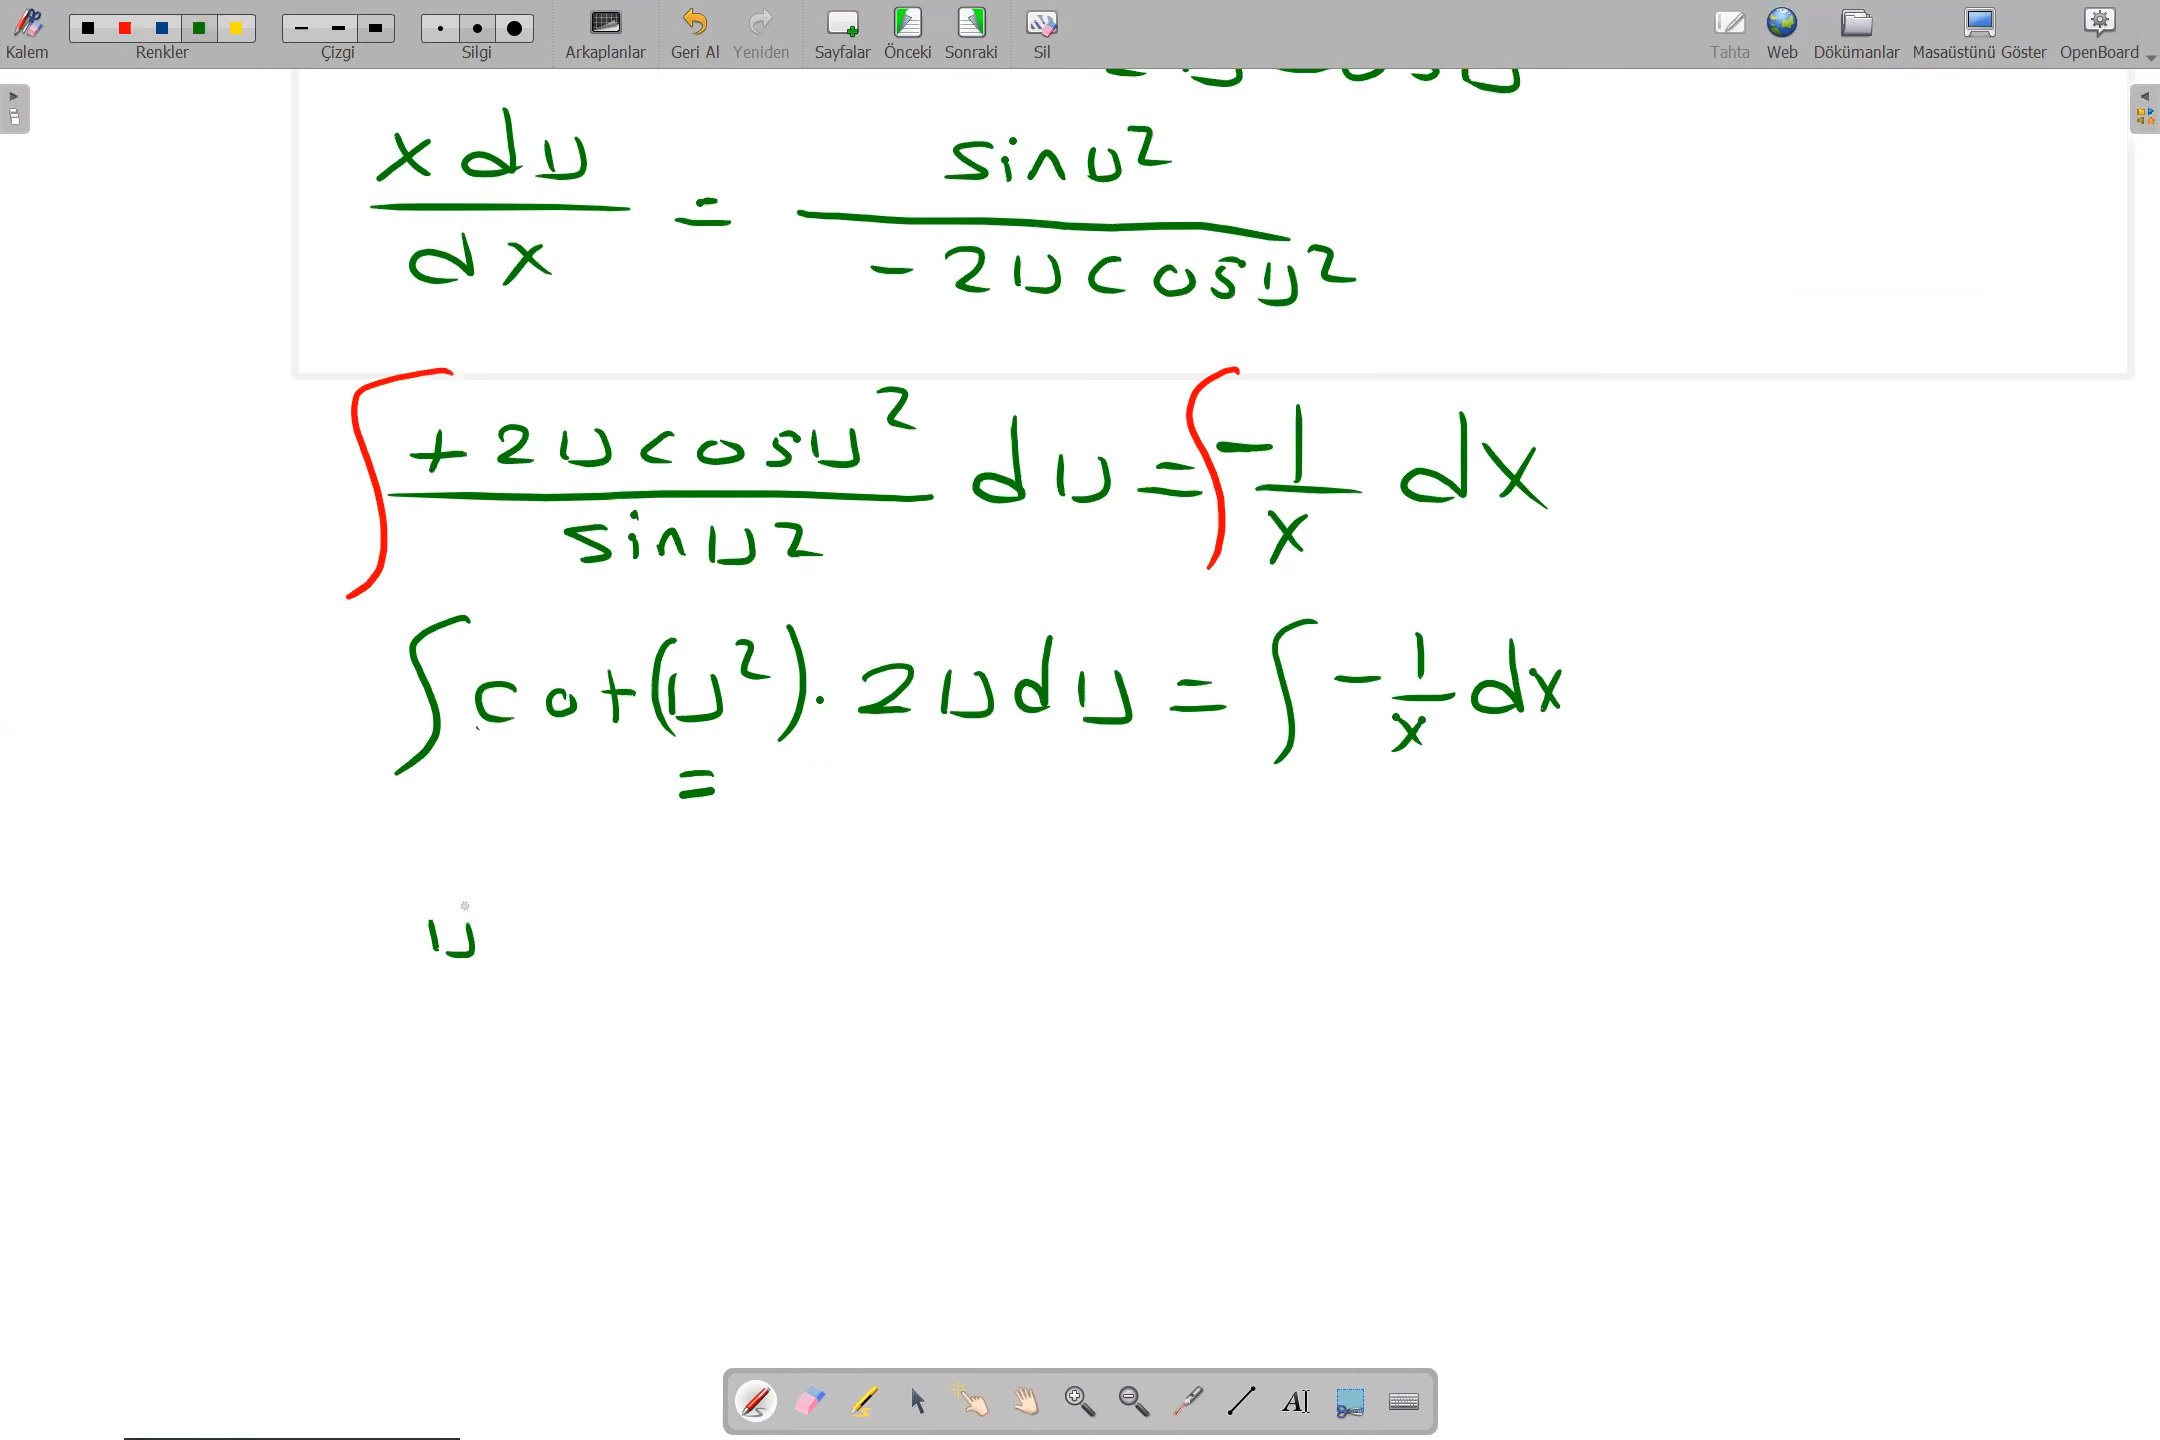 Kalem Renkler Çizgi Silgi Arkaplanlar Geri Al Yeniden Sayfalar Önceki Sonraki Sil Tahta Web Dökümanlar Masaüstünü Göster OpenBoard
x du / dx = sin u² / - 2u cos u²
∫ + 2u cos u² / sin u² du = ∫ -1 / x dx
∫ cot(u²) · 2u du = ∫ - 1/x dx
=
u